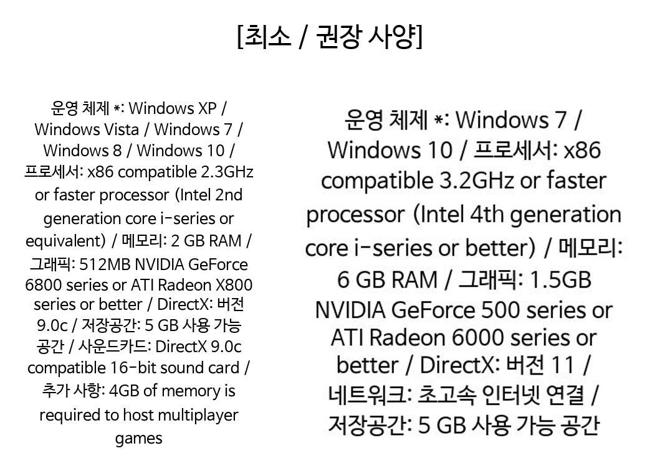 [최소 / 권장 사양]
운영 체제 *: Windows XP /
Windows Vista / Windows 7 /
Windows 8 / Windows 10 /
프로세서: x86 compatible 2.3GHz
or faster processor (Intel 2nd
generation core i-series or
equivalent) / 메모리: 2 GB RAM /
그래픽: 512MB NVIDIA GeForce
6800 series or ATI Radeon X800
series or better / DirectX: 버전
9.0c / 저장공간: 5 GB 사용 가능
공간 / 사운드카드: DirectX 9.0c
compatible 16-bit sound card /
추가 사항: 4GB of memory is
required to host multiplayer
games
운영 체제 *: Windows 7 /
Windows 10 / 프로세서: x86
compatible 3.2GHz or faster
processor (Intel 4th generation
core i-series or better) / 메모리:
6 GB RAM / 그래픽: 1.5GB
NVIDIA GeForce 500 series or
ATI Radeon 6000 series or
better / DirectX: 버전 11 /
네트워크: 초고속 인터넷 연결 /
저장공간: 5 GB 사용 가능 공간